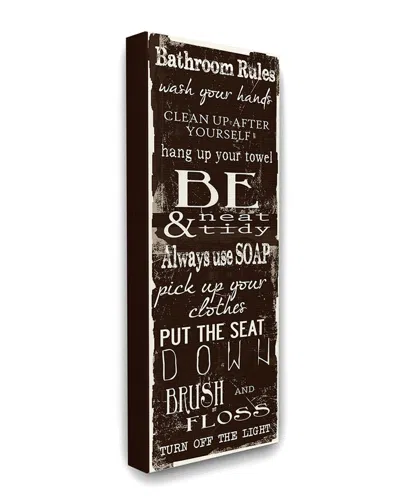 Bathroom Rules
wash your hands
CLEAN UP AFTER
YOURSELF
hang up your towel
BE
& neat
tidy
Always use SOAP
pick up your
clothes
PUT THE SEAT
DOWN
BRUSH AND
FLOSS
TURN OFF THE LIGHT